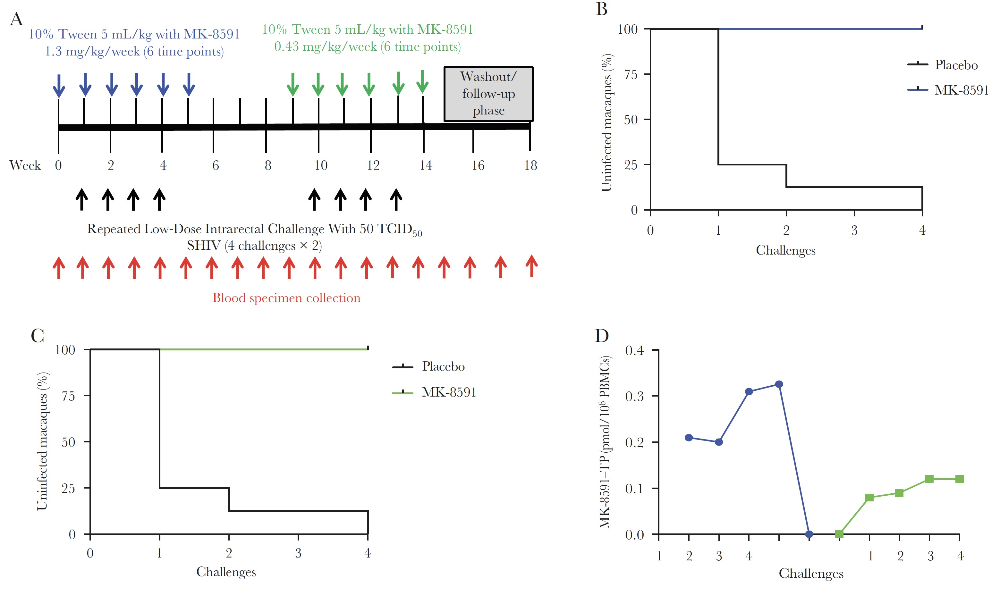 A
10% Tween 5 mL/kg with MK-8591
1.3 mg/kg/week (6 time points)
10% Tween 5 mL/kg with MK-8591
0.43 mg/kg/week (6 time points)
Washout/
follow-up
phase
Week 0 2 4 6 8 10 12 14 16 18
Repeated Low-Dose Intrarectal Challenge With 50 TCID50
SHIV (4 challenges × 2)
Blood specimen collection
B
Uninfected macaques (%)
100
75
50
25
0
0 1 2 3 4
Challenges
Placebo
MK-8591
C
Uninfected macaques (%)
100
75
50
25
0
0 1 2 3 4
Challenges
Placebo
MK-8591
D
MK-8591–TP (pmol/10⁶ PBMCs)
0.4
0.3
0.2
0.1
0.0
1 2 3 4 1 2 3 4
Challenges